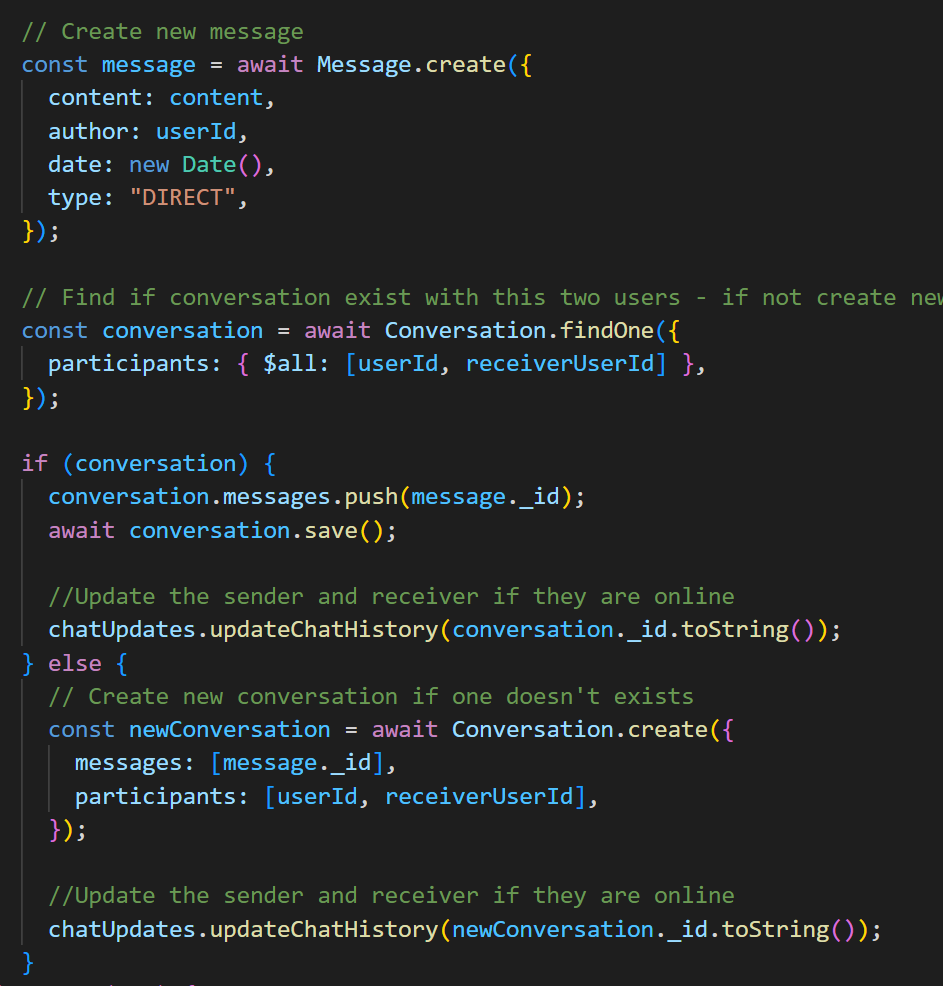 // Create new message
const message = await Message.create({
  content: content,
  author: userId,
  date: new Date(),
  type: "DIRECT",
});

// Find if conversation exist with this two users - if not create new
const conversation = await Conversation.findOne({
  participants: { $all: [userId, receiverUserId] },
});

if (conversation) {
  conversation.messages.push(message._id);
  await conversation.save();

  //Update the sender and receiver if they are online
  chatUpdates.updateChatHistory(conversation._id.toString());
} else {
  // Create new conversation if one doesn't exists
  const newConversation = await Conversation.create({
    messages: [message._id],
    participants: [userId, receiverUserId],
  });

  //Update the sender and receiver if they are online
  chatUpdates.updateChatHistory(newConversation._id.toString());
}